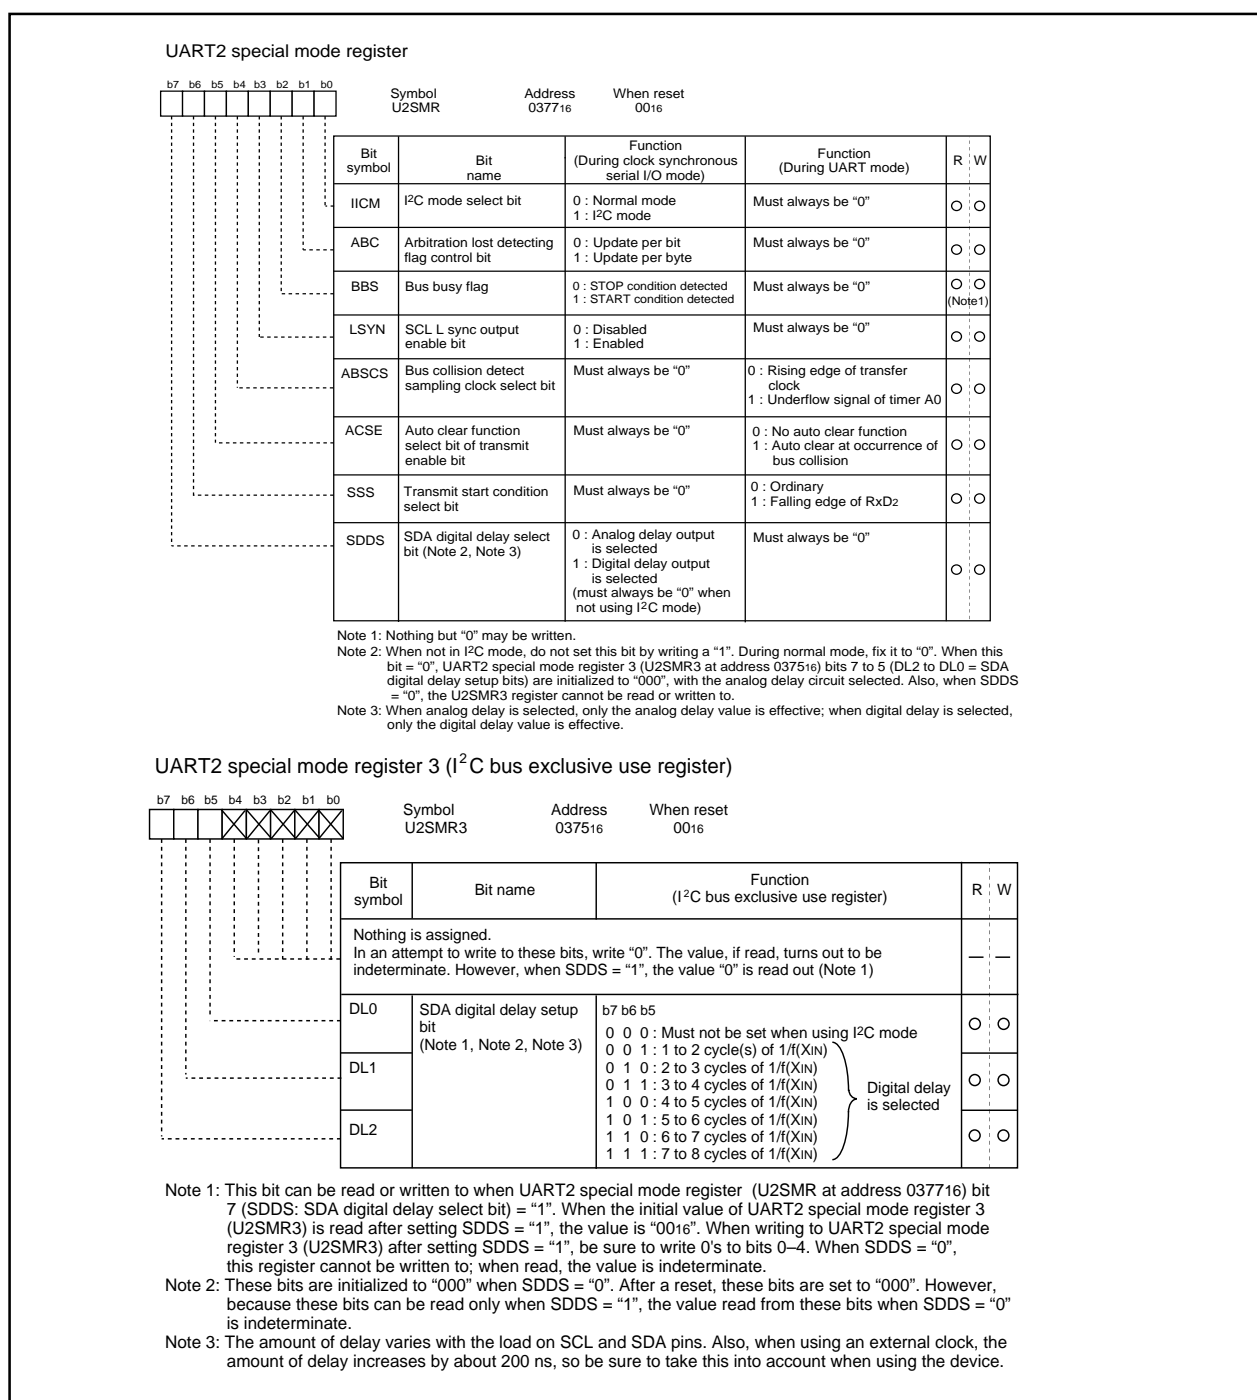 UART2 special mode register
b7 b6 b5 b4 b3 b2 b1 b0
Symbol Address When reset
U2SMR 037716 0016
Bit symbol Bit name Function (During clock synchronous serial I/O mode) Function (During UART mode) R W
IICM I2C mode select bit 0 : Normal mode Must always be “0”
1 : I2C mode
ABC Arbitration lost detecting 0 : Update per bit Must always be “0”
flag control bit 1 : Update per byte
BBS Bus busy flag 0 : STOP condition detected Must always be “0”
1 : START condition detected (Note1)
LSYN SCL L sync output 0 : Disabled Must always be “0”
enable bit 1 : Enabled
ABSCS Bus collision detect Must always be “0” 0 : Rising edge of transfer
sampling clock select bit clock
1 : Underflow signal of timer A0
ACSE Auto clear function Must always be “0” 0 : No auto clear function
select bit of transmit 1 : Auto clear at occurrence of
enable bit bus collision
SSS Transmit start condition Must always be “0” 0 : Ordinary
select bit 1 : Falling edge of RxD2
SDDS SDA digital delay select 0 : Analog delay output Must always be “0”
bit (Note 2, Note 3) is selected
1 : Digital delay output
is selected
(must always be “0” when
not using I2C mode)
Note 1: Nothing but “0” may be written.
Note 2: When not in I2C mode, do not set this bit by writing a “1”. During normal mode, fix it to “0”. When this
bit = “0”, UART2 special mode register 3 (U2SMR3 at address 037516) bits 7 to 5 (DL2 to DL0 = SDA
digital delay setup bits) are initialized to “000”, with the analog delay circuit selected. Also, when SDDS
= “0”, the U2SMR3 register cannot be read or written to.
Note 3: When analog delay is selected, only the analog delay value is effective; when digital delay is selected,
only the digital delay value is effective.
UART2 special mode register 3 (I2C bus exclusive use register)
b7 b6 b5 b4 b3 b2 b1 b0
Symbol Address When reset
U2SMR3 037516 0016
Bit symbol Bit name Function (I2C bus exclusive use register) R W
Nothing is assigned.
In an attempt to write to these bits, write “0”. The value, if read, turns out to be
indeterminate. However, when SDDS = “1”, the value “0” is read out (Note 1) — —
DL0 SDA digital delay setup b7 b6 b5
bit 0 0 0 : Must not be set when using I2C mode
(Note 1, Note 2, Note 3) 0 0 1 : 1 to 2 cycle(s) of 1/f(XIN)
DL1 0 1 0 : 2 to 3 cycles of 1/f(XIN)
0 1 1 : 3 to 4 cycles of 1/f(XIN) Digital delay
1 0 0 : 4 to 5 cycles of 1/f(XIN) is selected
1 0 1 : 5 to 6 cycles of 1/f(XIN)
DL2 1 1 0 : 6 to 7 cycles of 1/f(XIN)
1 1 1 : 7 to 8 cycles of 1/f(XIN)
Note 1: This bit can be read or written to when UART2 special mode register (U2SMR at address 037716) bit
7 (SDDS: SDA digital delay select bit) = “1”. When the initial value of UART2 special mode register 3
(U2SMR3) is read after setting SDDS = “1”, the value is “0016”. When writing to UART2 special mode
register 3 (U2SMR3) after setting SDDS = “1”, be sure to write 0's to bits 0–4. When SDDS = “0”,
this register cannot be written to; when read, the value is indeterminate.
Note 2: These bits are initialized to “000” when SDDS = “0”. After a reset, these bits are set to “000”. However,
because these bits can be read only when SDDS = “1”, the value read from these bits when SDDS = “0”
is indeterminate.
Note 3: The amount of delay varies with the load on SCL and SDA pins. Also, when using an external clock, the
amount of delay increases by about 200 ns, so be sure to take this into account when using the device.